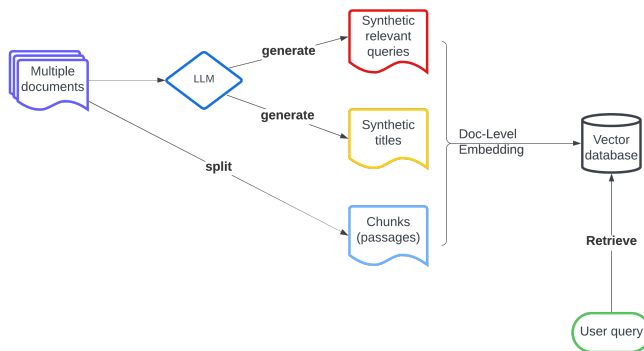 Synthetic
relevant
queries
generate
Multiple
documents
LLM
generate
Synthetic
titles
Doc-Level
Embedding
Vector
database
split
Chunks
(passages)
Retrieve
User query